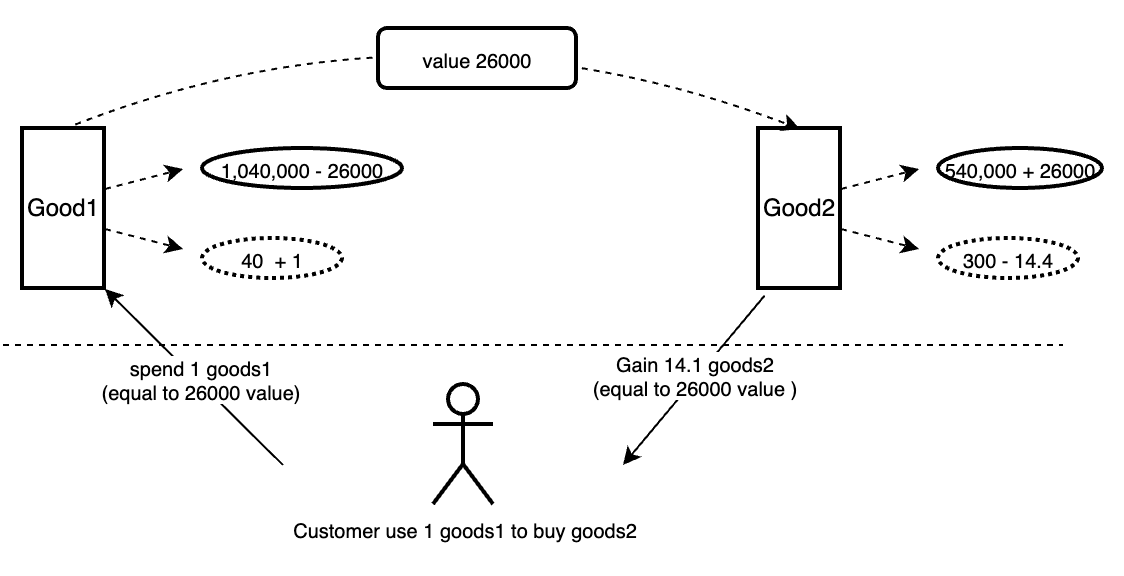 value 26000
Good1
1,040,000 - 26000
40 + 1
Good2
540,000 + 26000
300 - 14.4
spend 1 goods1
(equal to 26000 value)
Gain 14.1 goods2
(equal to 26000 value )
Customer use 1 goods1 to buy goods2